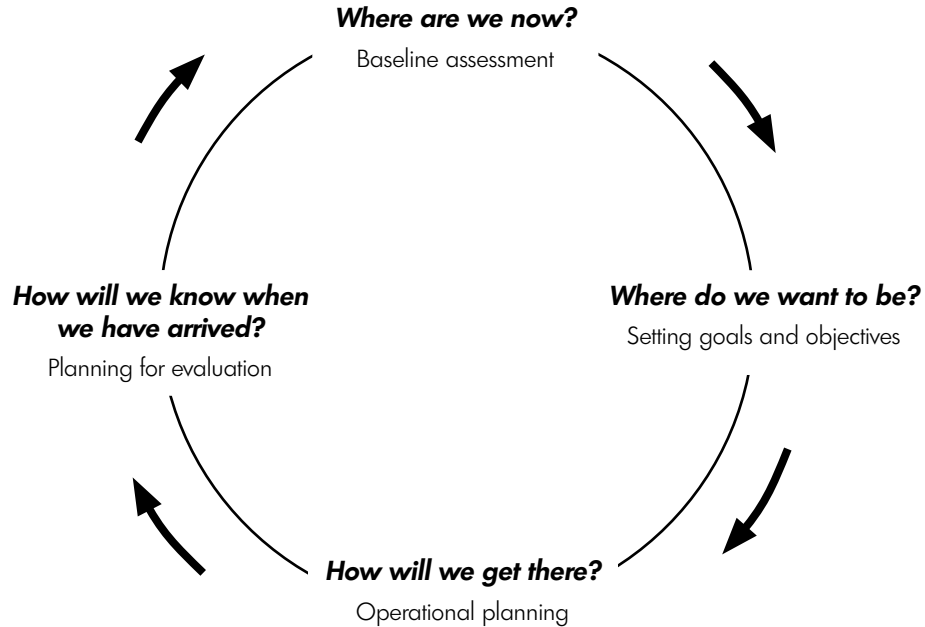 Where are we now?
Baseline assessment
Where do we want to be?
Setting goals and objectives
How will we get there?
Operational planning
How will we know when
we have arrived?
Planning for evaluation